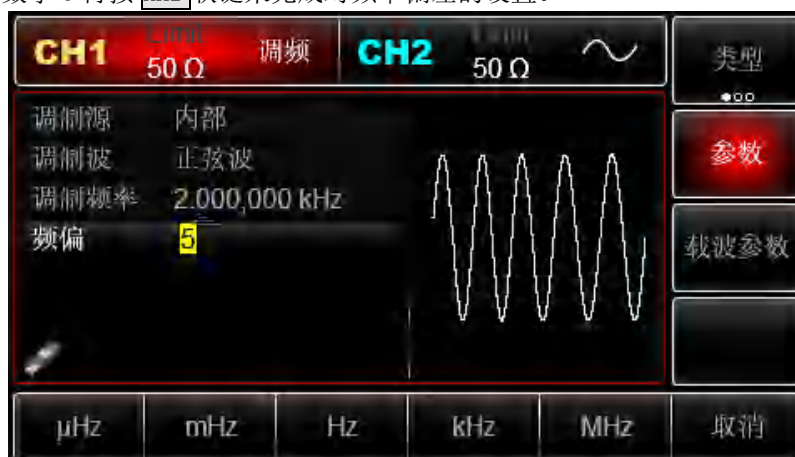 CH1 Limit 50 Ω 调频 CH2 Limit 50 Ω
类型
调制源 内部
调制波 正弦波
调制频率 2.000,000 kHz
频偏 5
参数
载波参数
μHz mHz Hz kHz MHz 取消